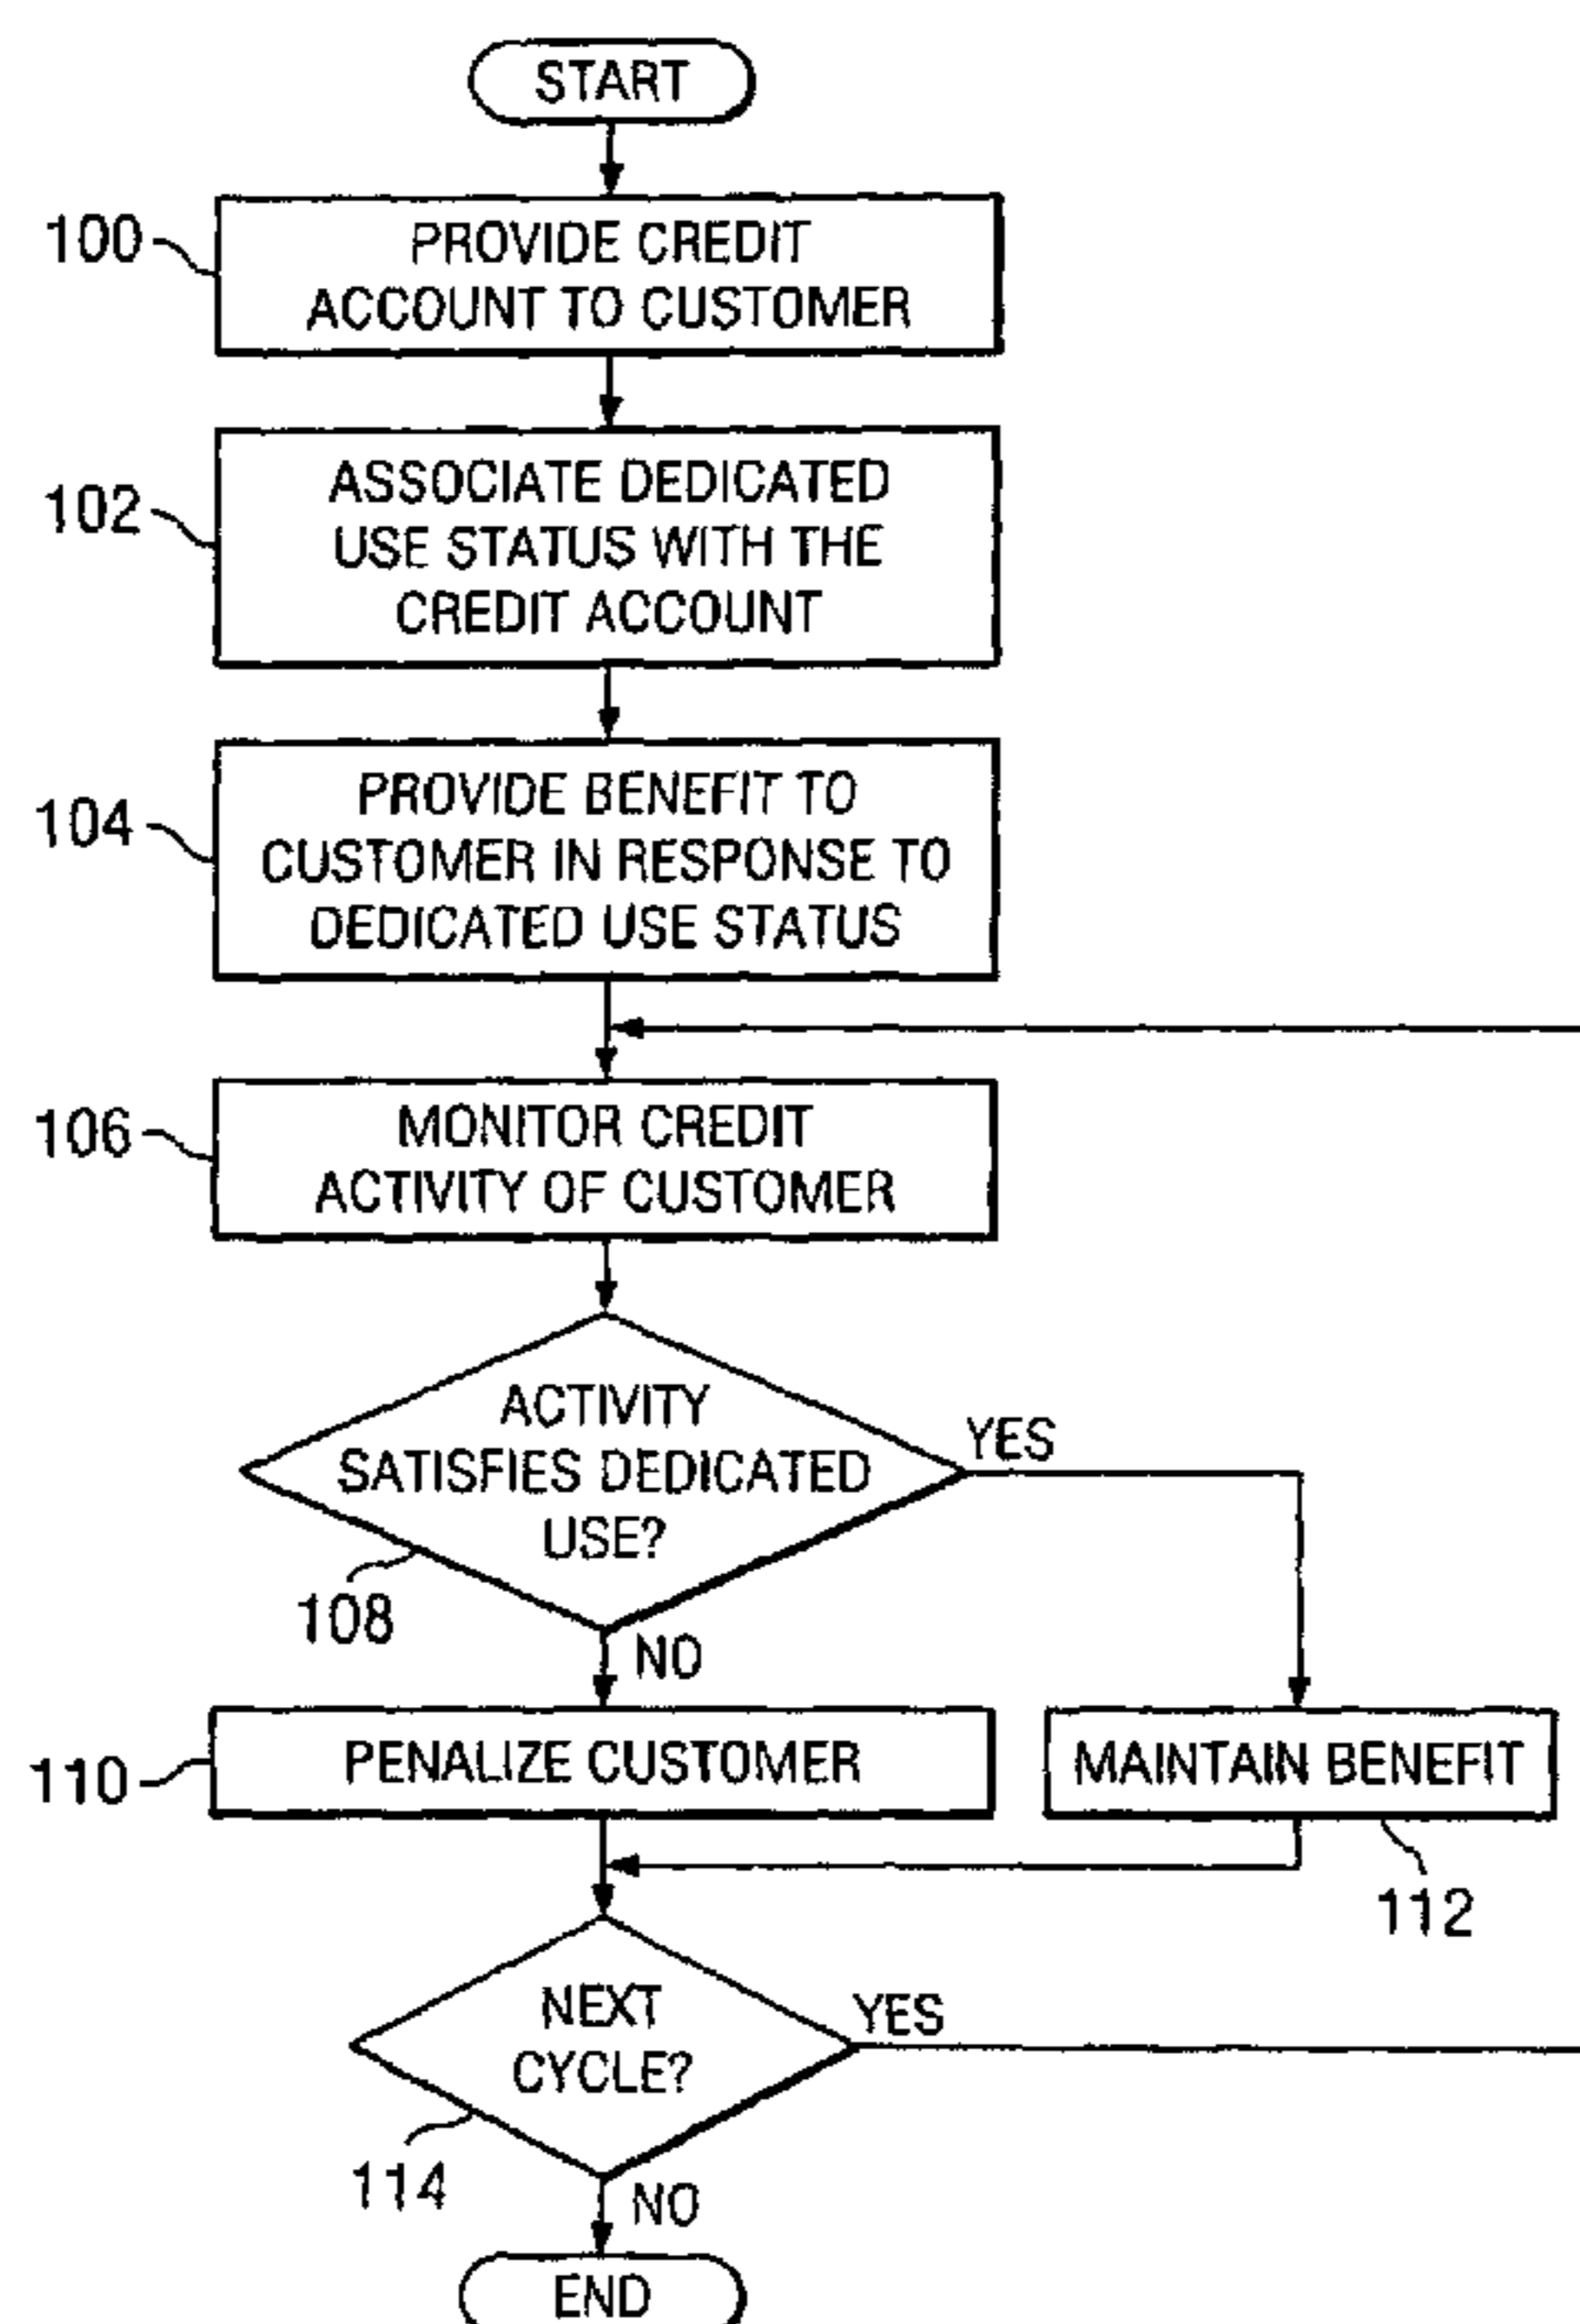 START
100
PROVIDE CREDIT
ACCOUNT TO CUSTOMER
102
ASSOCIATE DEDICATED
USE STATUS WITH THE
CREDIT ACCOUNT
104
PROVIDE BENEFIT TO
CUSTOMER IN RESPONSE TO
DEDICATED USE STATUS
106
MONITOR CREDIT
ACTIVITY OF CUSTOMER
ACTIVITY
SATISFIES DEDICATED
USE?
YES
108
NO
110
PENALIZE CUSTOMER
MAINTAIN BENEFIT
112
NEXT
CYCLE?
YES
114
NO
END